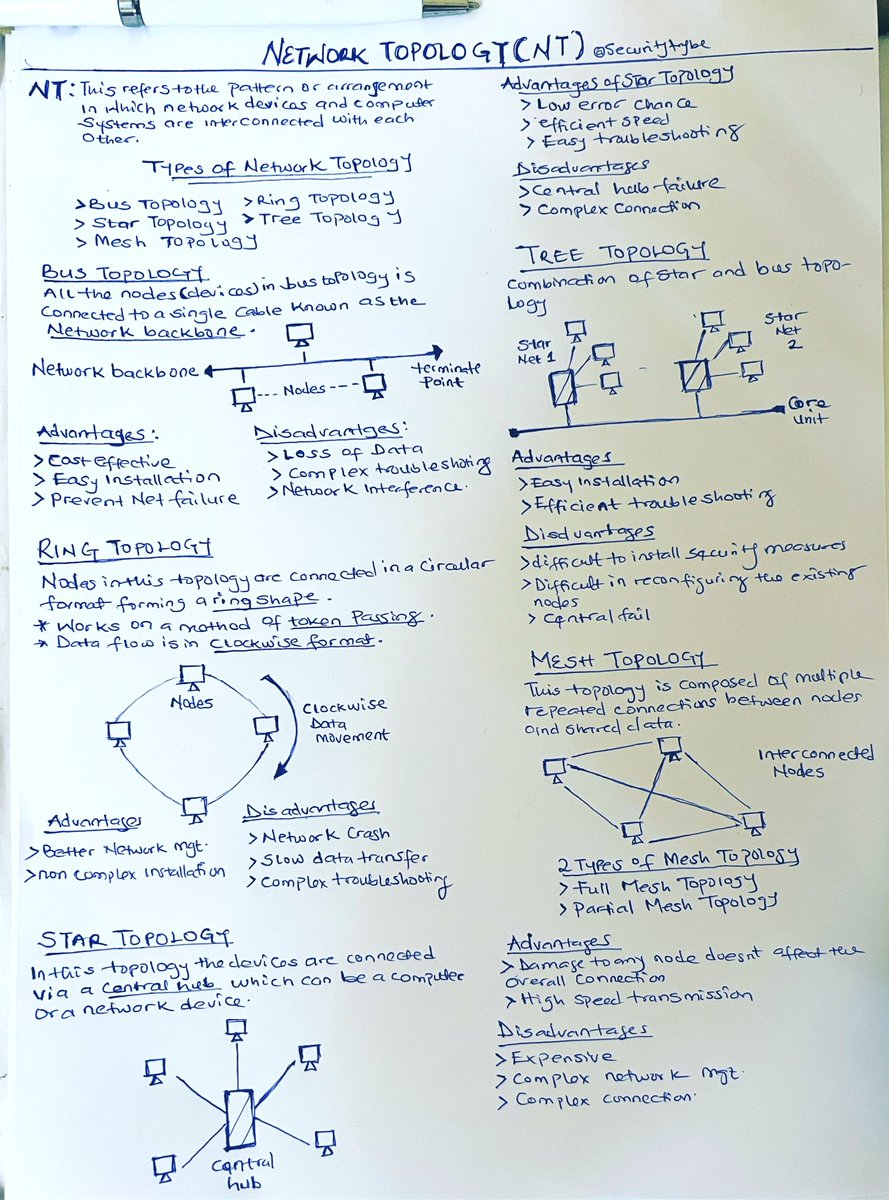 NETWORK TOPOLOGY(NT) @Securitytybe
NT: This refers to the pattern or arrangement
in which network devices and computer
Systems are interconnected with each
Other.
Types of Network Topology
> Bus Topology > Ring Topology
> Star Topology > Tree Topology
> Mesh Topology
BUS TOPOLOGY
All the nodes(devices) in bus topology is
Connected to a single Cable known as the
Network backbone.
Network backbone
Nodes
terminate
Point
Advantages:
> Cost effective
> Easy Installation
> Prevent Net failure
Disadvantges:
> Loss of Data
> Complex troubleshoting
> Network Interference.
RING TOPOLOGY
Nodes in this topology are connected in a Circular
format forming a ring shape.
* Works on a method of token Passing.
* Data flow is in Clockwise format.
Nodes
Clockwise
Data
Movement
Advantages
> Better Network mgt.
> non Complex installation
Disadvantages
> Network Crash
> Slow data transfer
> Complex troubleshooting
STAR TOPOLOGY
In this topology the devices are connected
via a Central hub which can be a computer
Or a network device.
Central
hub
Advantages of Star Topology
> Low error chance
> efficient speed
> Easy troubleshooting
Disadvantages
> Central hub failure
> Complex Connection
TREE TOPOLOGY
Combination of Star and bus topo-
logy
Star
Net 1
Star
Net
2
Core
Unit
Advantages
> Easy Installation
> Efficient troubleshooting
Disdvantages
> difficult to install security measures
> Difficult in reconfiguring the existing
nodes
> Central fail
MESH TOPOLOGY
This topology is composed of multiple
repeated connections between nodes
and shared data.
Interconnected
Nodes
2 Types of Mesh Topology
> Full Mesh Topology
> Partial Mesh Topology
Advantages
> Damage to any node doesnt affect the
Overall Connection
> High Speed transmission
Disadvantages
> Expensive
> Complex network mgt.
> Complex connection.